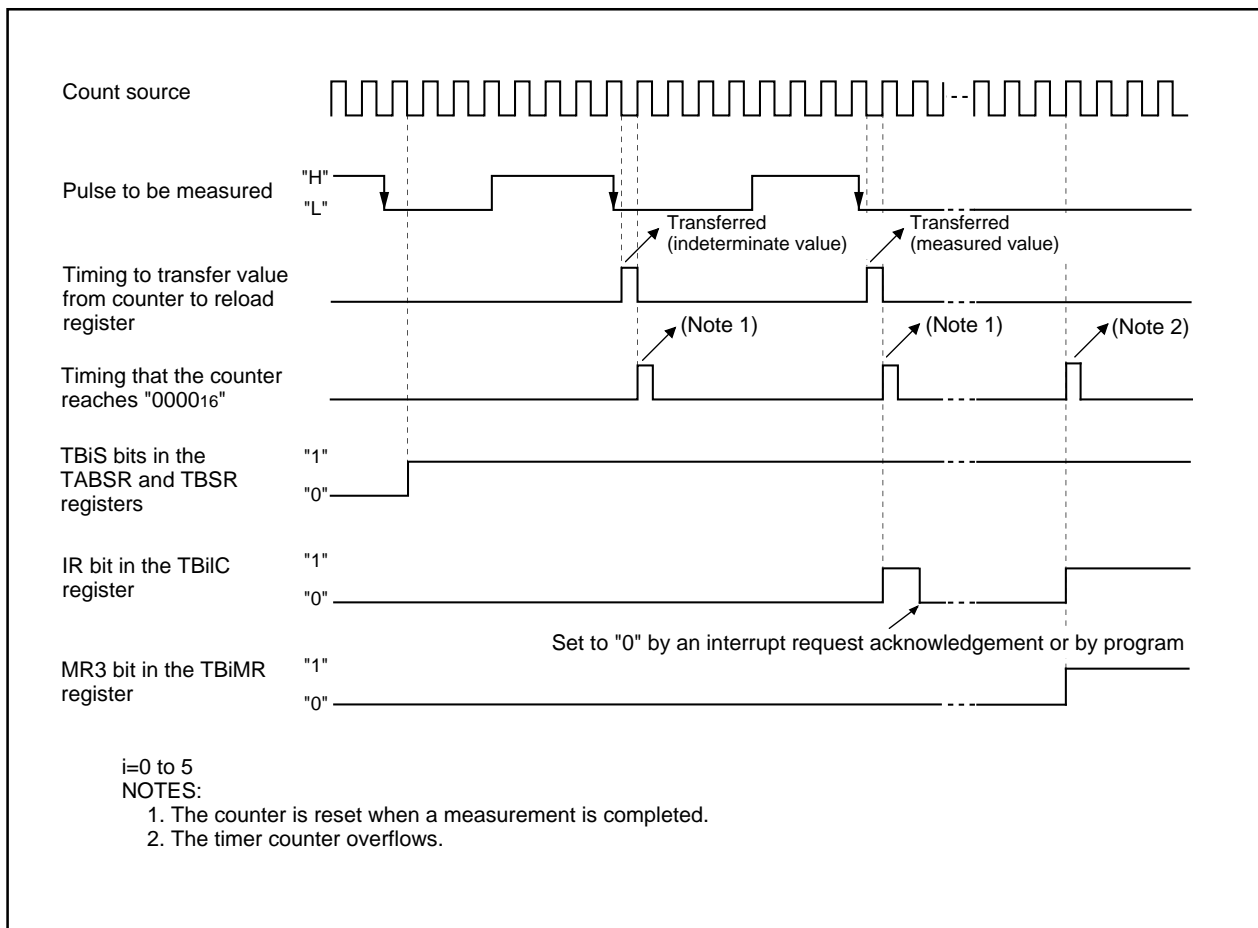 Count source
Pulse to be measured
"H"
"L"
Transferred
(indeterminate value)
Transferred
(measured value)
Timing to transfer value
from counter to reload
register
(Note 1)
(Note 1)
(Note 2)
Timing that the counter
reaches "000016"
TBiS bits in the
TABSR and TBSR
registers
"1"
"0"
IR bit in the TBiIC
register
"1"
"0"
Set to "0" by an interrupt request acknowledgement or by program
MR3 bit in the TBiMR
register
"1"
"0"
i=0 to 5
NOTES:
1. The counter is reset when a measurement is completed.
2. The timer counter overflows.